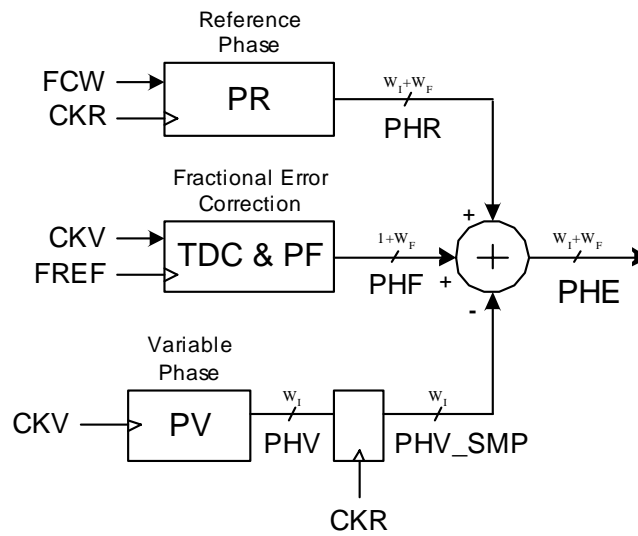 Reference
Phase
FCW
CKR
PR
W_I+W_F
PHR
Fractional Error
Correction
CKV
FREF
TDC & PF
1+W_F
PHF
+
+
-
+
W_I+W_F
PHE
Variable
Phase
CKV
PV
W_I
PHV
W_I
PHV_SMP
CKR